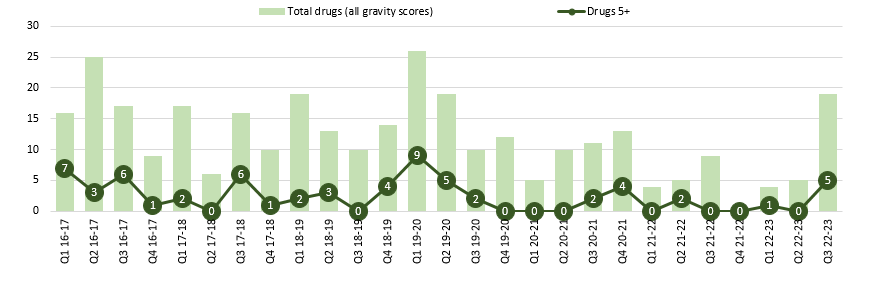 Total drugs (all gravity scores) Drugs 5+
30
25
20
15
10
5
0
7 3 6 1 2 0 6 1 2 3 0 4 9 5 2 0 0 0 2 4 0 2 0 0 1 0 5
Q1 16-17
Q2 16-17
Q3 16-17
Q4 16-17
Q1 17-18
Q2 17-18
Q3 17-18
Q4 17-18
Q1 18-19
Q2 18-19
Q3 18-19
Q4 18-19
Q1 19-20
Q2 19-20
Q3 19-20
Q4 19-20
Q1 20-21
Q2 20-21
Q3 20-21
Q4 20-21
Q1 21-22
Q2 21-22
Q3 21-22
Q4 21-22
Q1 22-23
Q2 22-23
Q3 22-23